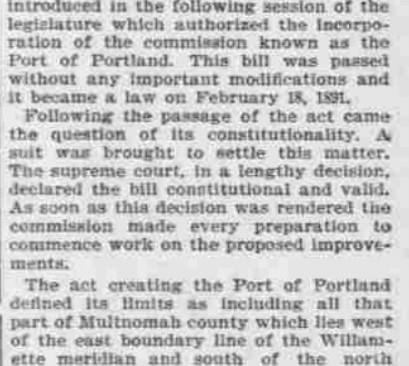 introduced in the following session of the
legislature which authorized the incorpo-
ration of the commission known as the
Port of Portland. This bill was passed
without any important modifications and
it became a law on February 18, 1891.
Following the passage of the act came
the question of its constitutionality. A
suit was brought to settle this matter.
The supreme court, in a lengthy decision,
declared the bill constitutional and valid.
As soon as this decision was rendered the
commission made every preparation to
commence work on the proposed improve-
ments.
The act creating the Port of Portland
defined its limits as including all that
part of Multnomah county which lies west
of the east boundary line of the Willam-
ette meridian and south of the north